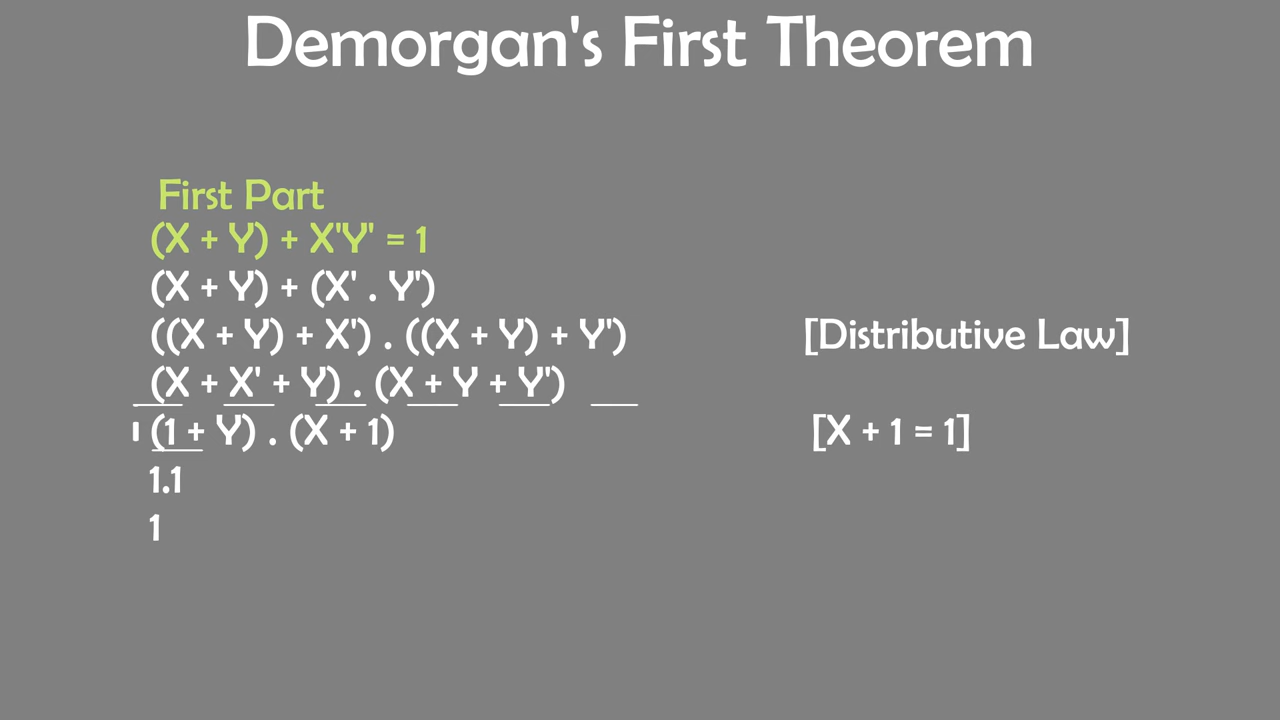 Demorgan's First Theorem
First Part
(X + Y) + X'Y' = 1
(X + Y) + (X' . Y')
((X + Y) + X') . ((X + Y) + Y') [Distributive Law]
(X + X' + Y) . (X + Y + Y')
(1 + Y) . (X + 1) [X + 1 = 1]
1.1
1